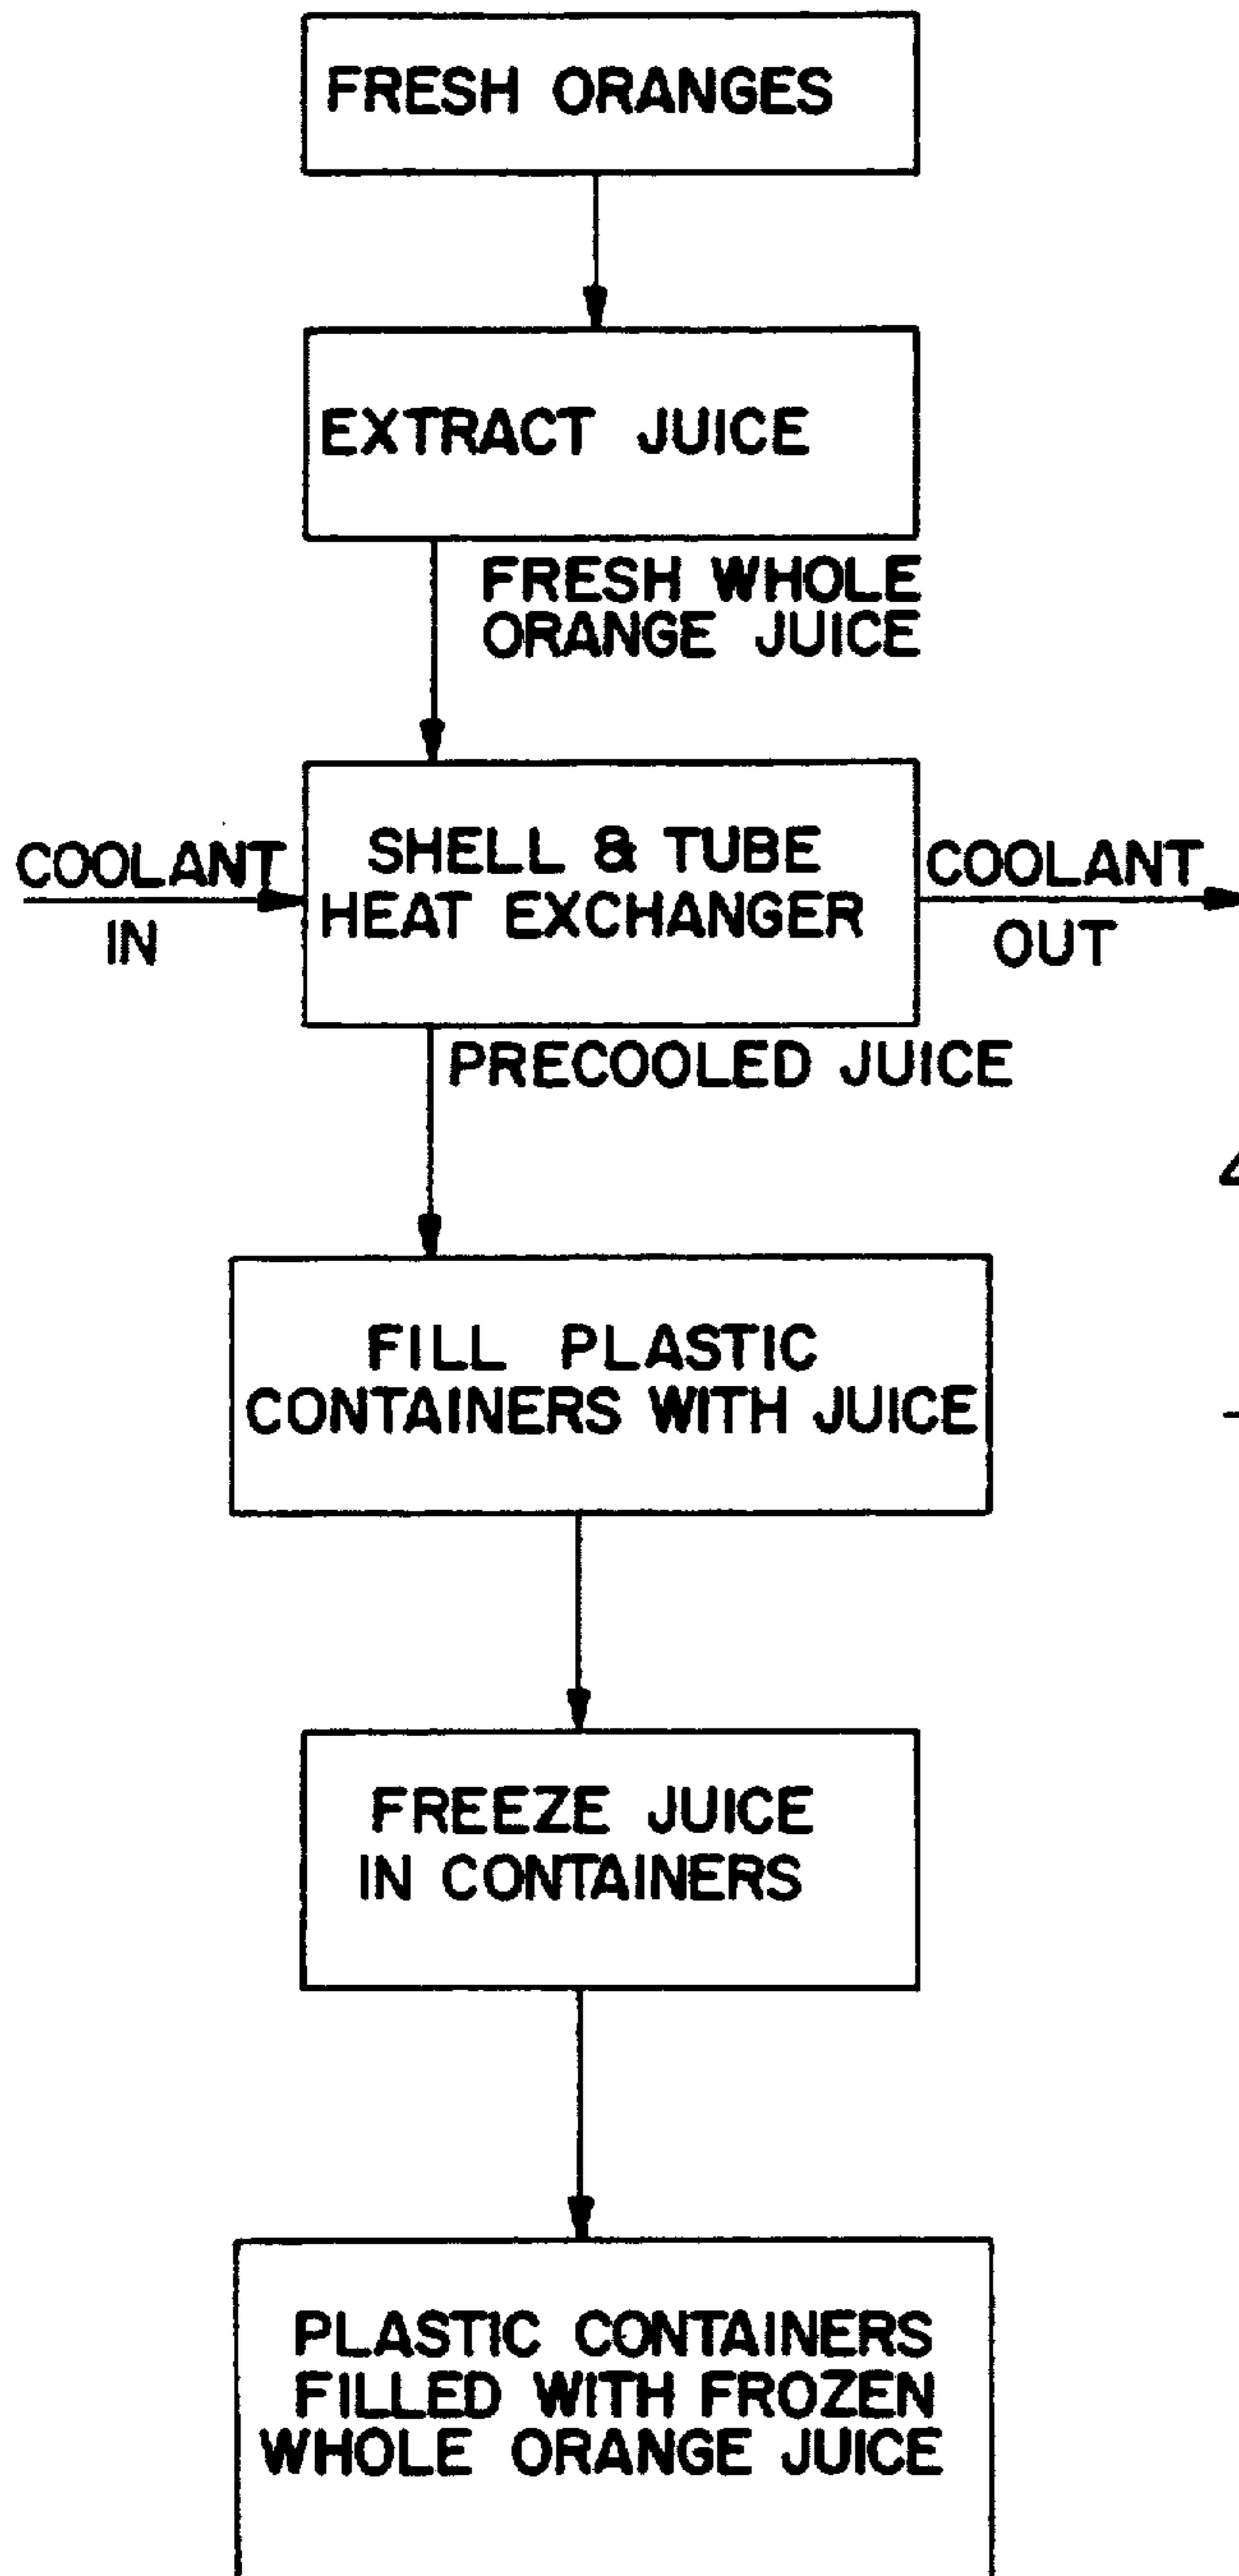 FRESH ORANGES
EXTRACT JUICE
FRESH WHOLE
ORANGE JUICE
COOLANT
IN
SHELL & TUBE
HEAT EXCHANGER
COOLANT
OUT
PRECOOLED JUICE
FILL PLASTIC
CONTAINERS WITH JUICE
FREEZE JUICE
IN CONTAINERS
PLASTIC CONTAINERS
FILLED WITH FROZEN
WHOLE ORANGE JUICE